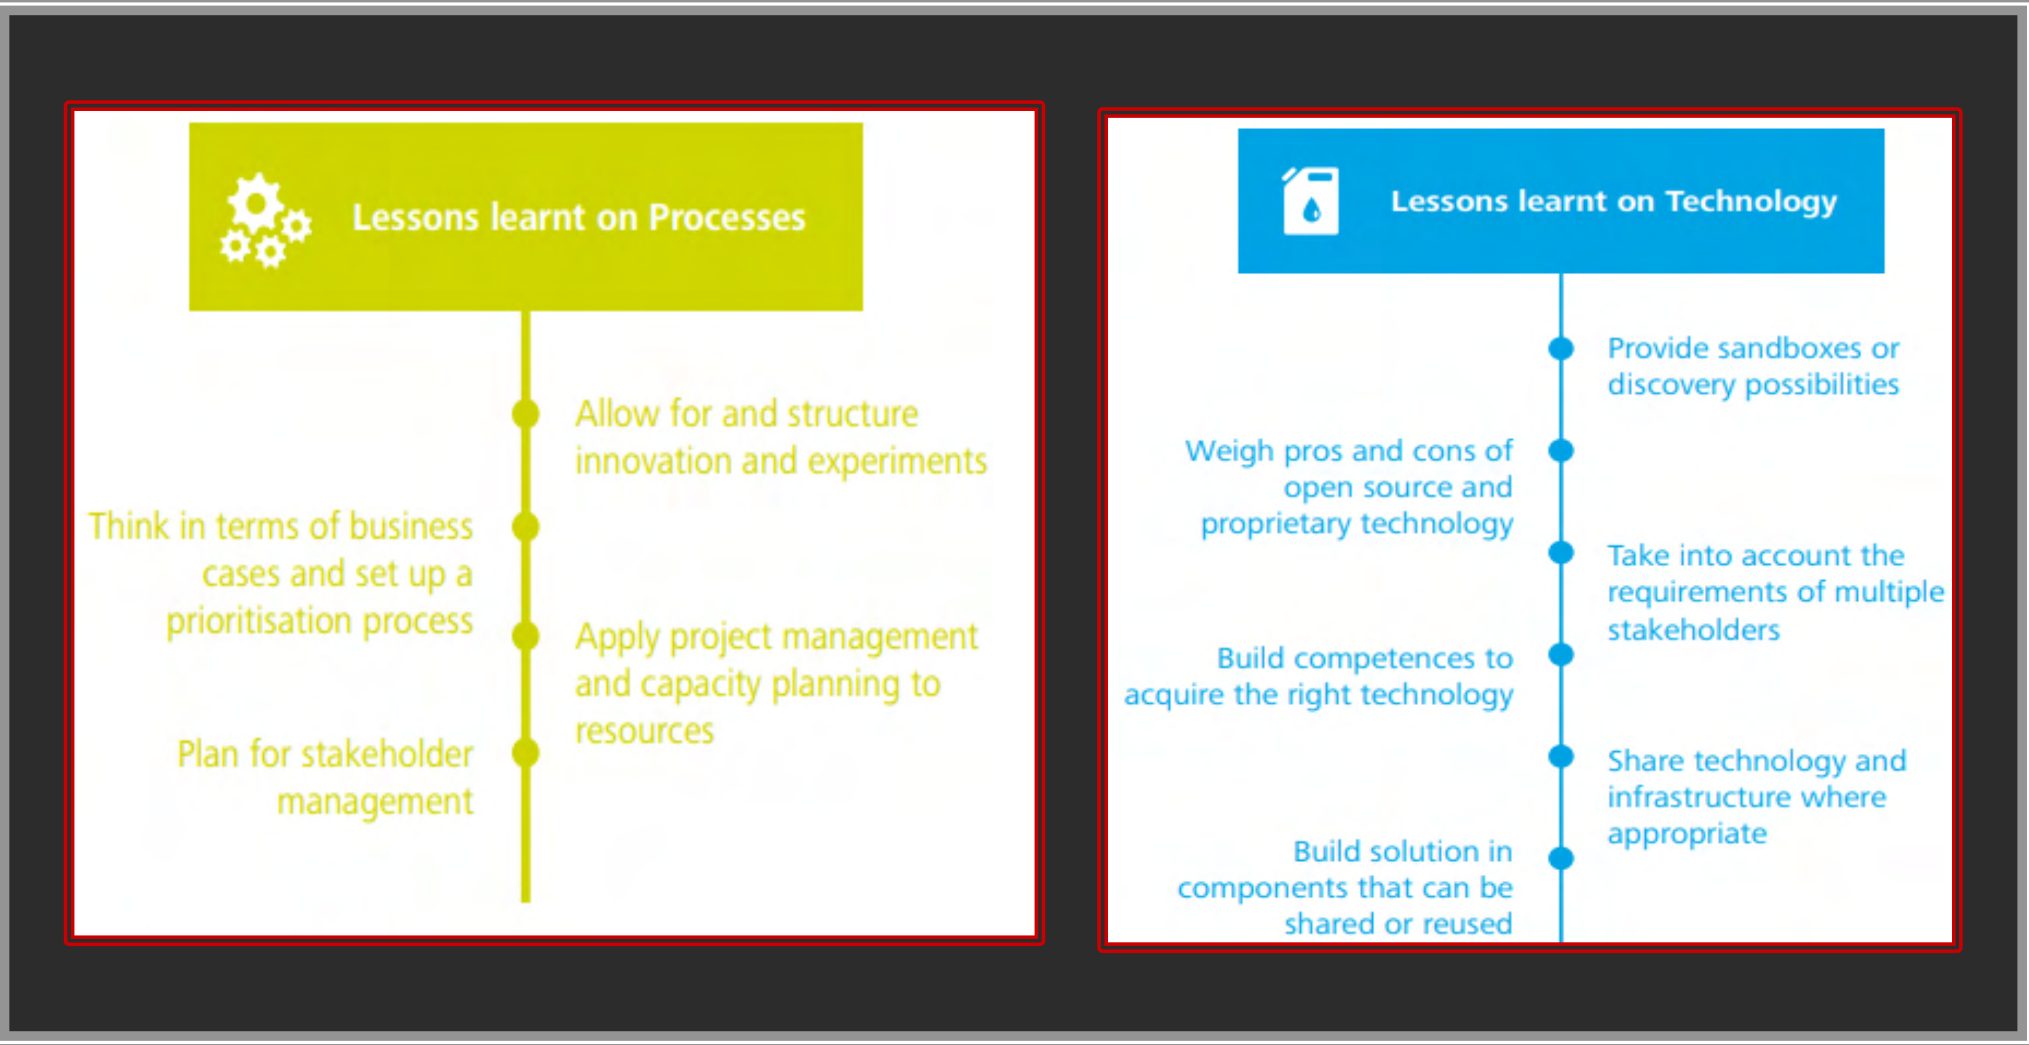 Lessons learnt on Processes
Allow for and structure
innovation and experiments
Think in terms of business
cases and set up a
prioritisation process
Apply project management
and capacity planning to
resources
Plan for stakeholder
management
Lessons learnt on Technology
Provide sandboxes or
discovery possibilities
Weigh pros and cons of
open source and
proprietary technology
Take into account the
requirements of multiple
stakeholders
Build competences to
acquire the right technology
Share technology and
infrastructure where
appropriate
Build solution in
components that can be
shared or reused